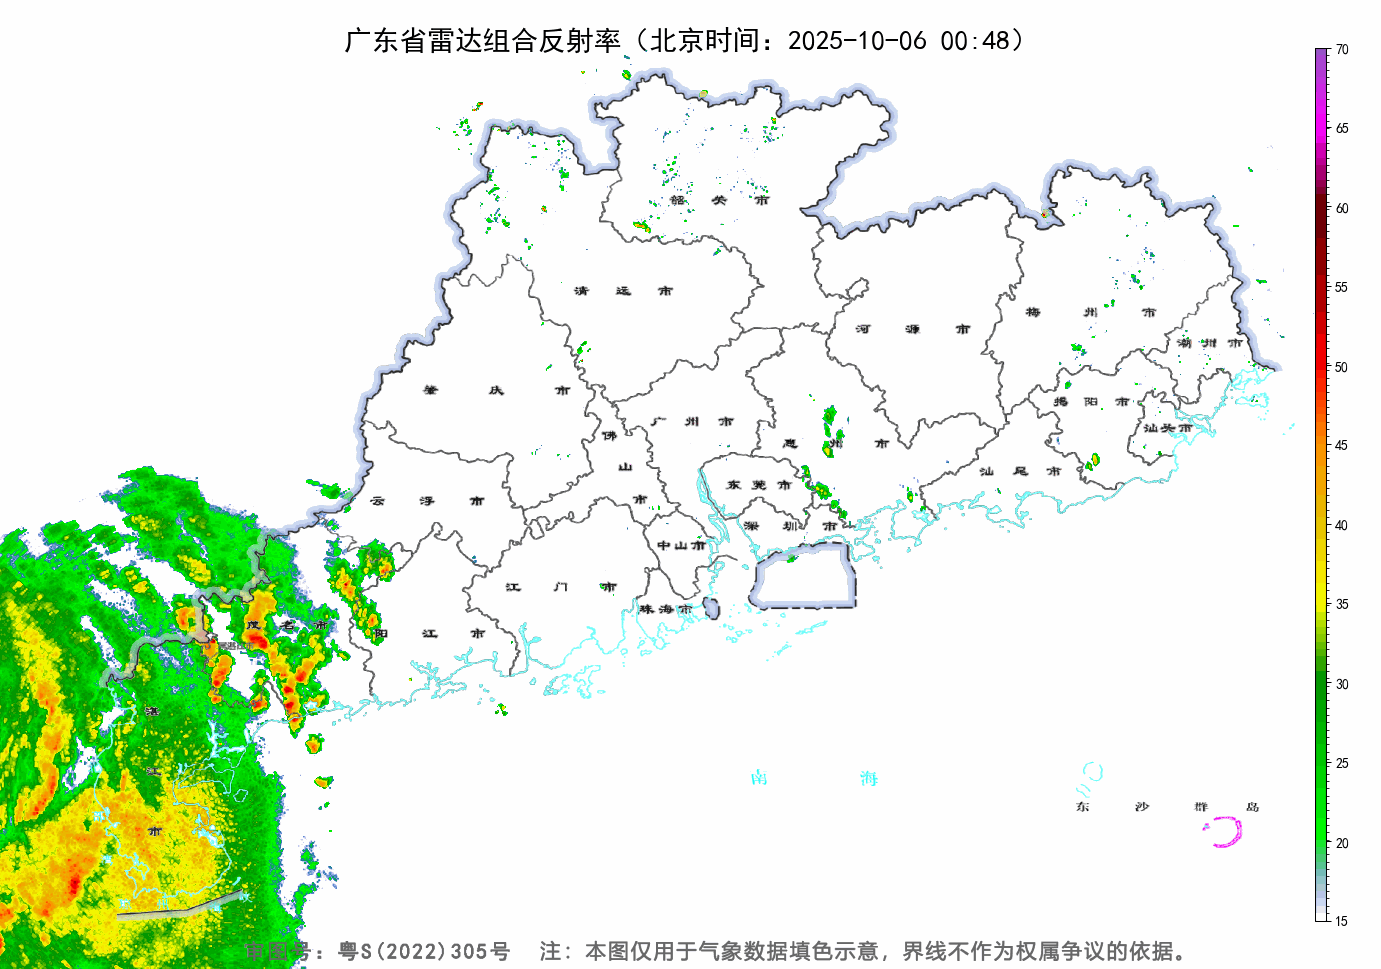 广东省雷达组合反射率（北京时间：2025-10-06 00:48）
70
65
60
55
50
45
40
35
30
25
20
15
韶关市
清远市
河源市
梅州市
潮州市
肇庆市
广州市
惠州市
揭阳市
汕头市
佛山市
云浮市
东莞市
汕尾市
深圳市
中山市
江门市
珠海市
茂名市
阳江市
湛江市
南海
东沙群岛
审图号：粤S(2022)305号 注：本图仅用于气象数据填色示意，界线不作为权属争议的依据。